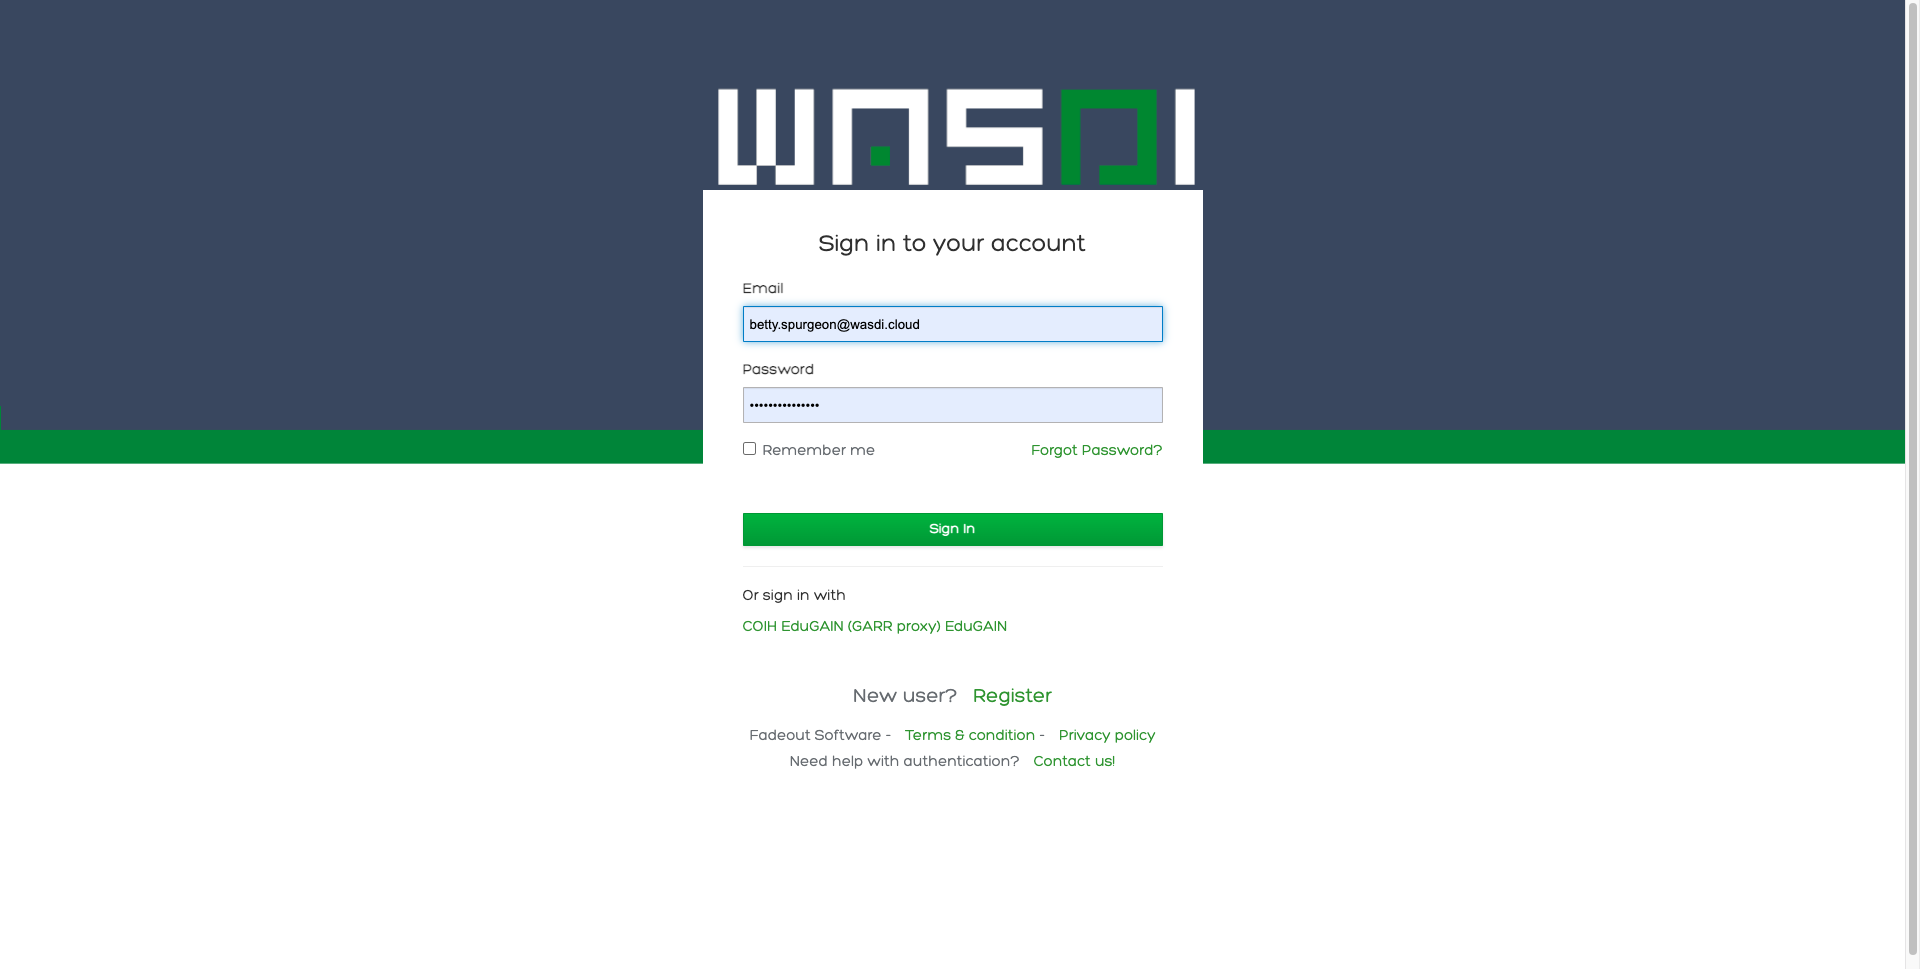 WASDI
Sign in to your account
Email
betty.spurgeon@wasdi.cloud
Password
•••••••••••••••
Remember me Forgot Password?
Sign In
Or sign in with
COIH EduGAIN (GARR proxy) EduGAIN
New user? Register
Fadeout Software - Terms & condition - Privacy policy
Need help with authentication? Contact us!